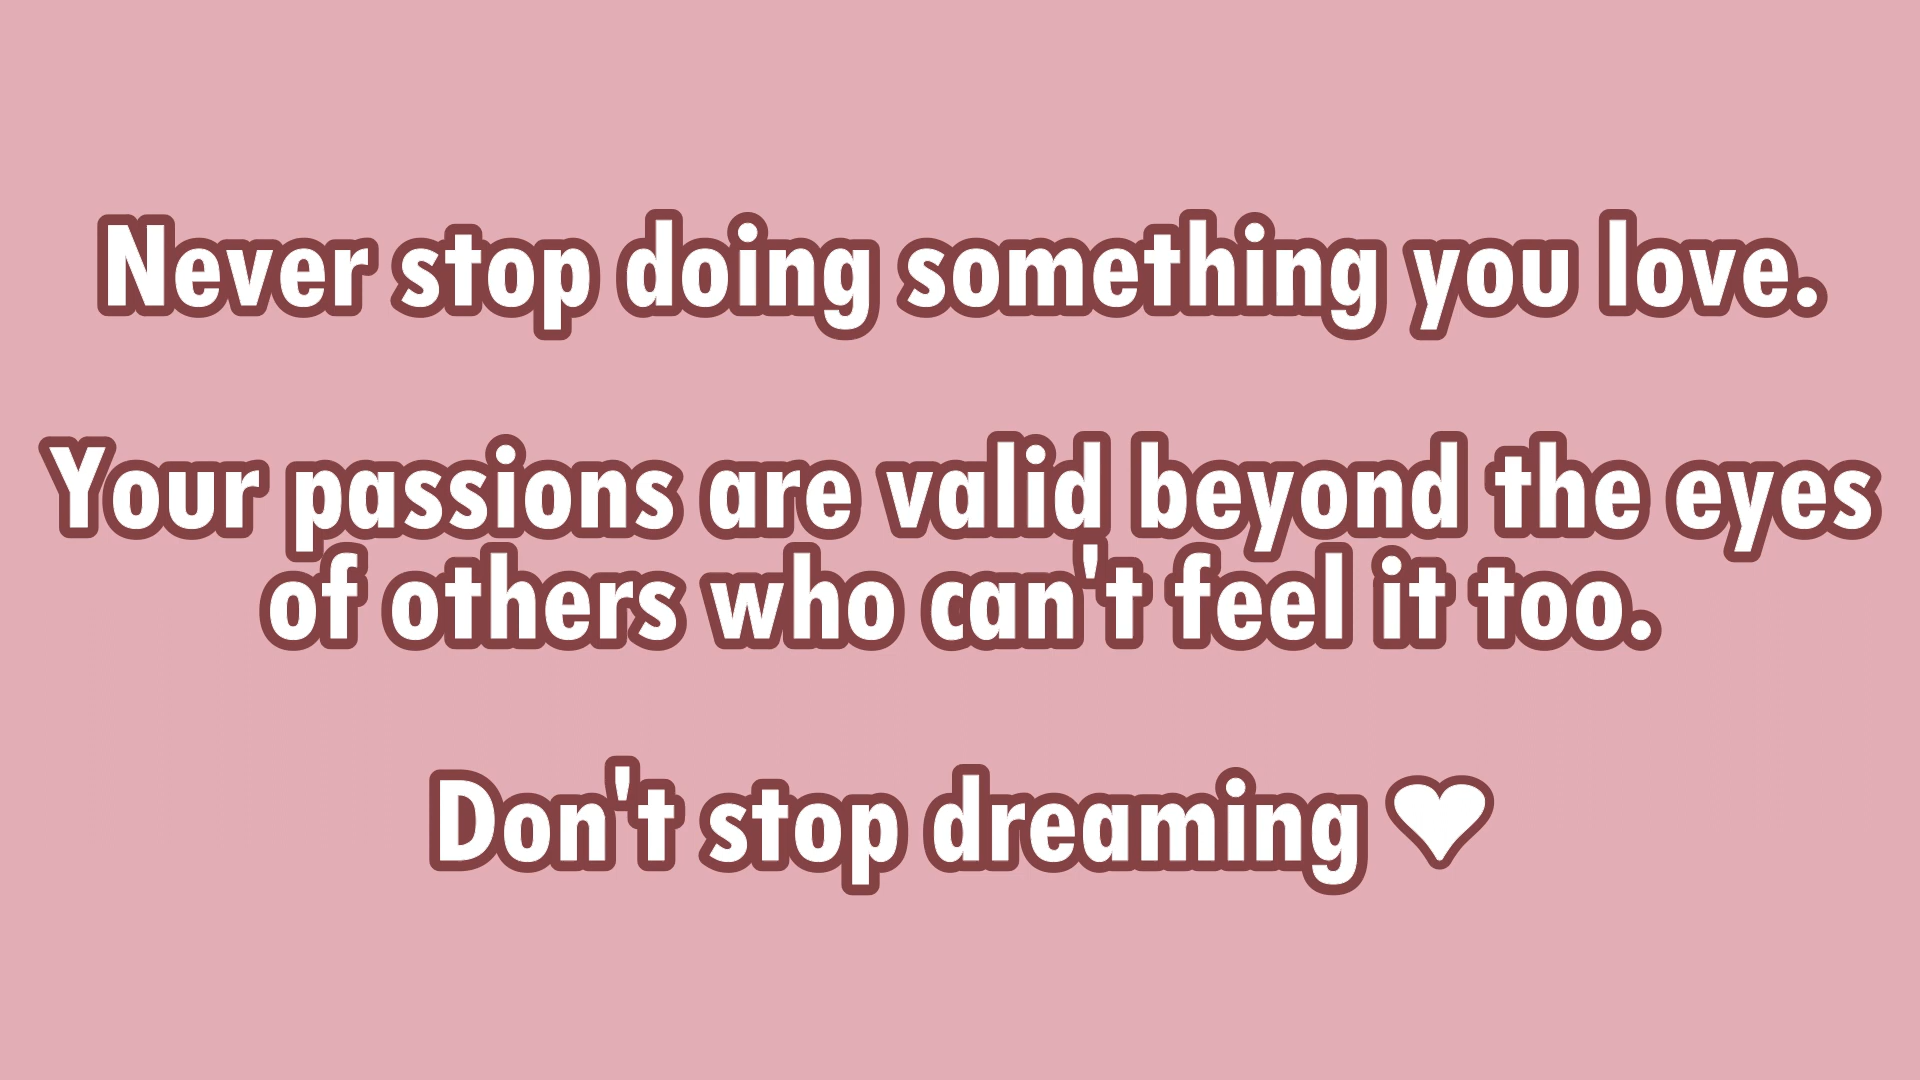 Never stop doing something you love.
Your passions are valid beyond the eyes
of others who can't feel it too.
Don't stop dreaming ♥